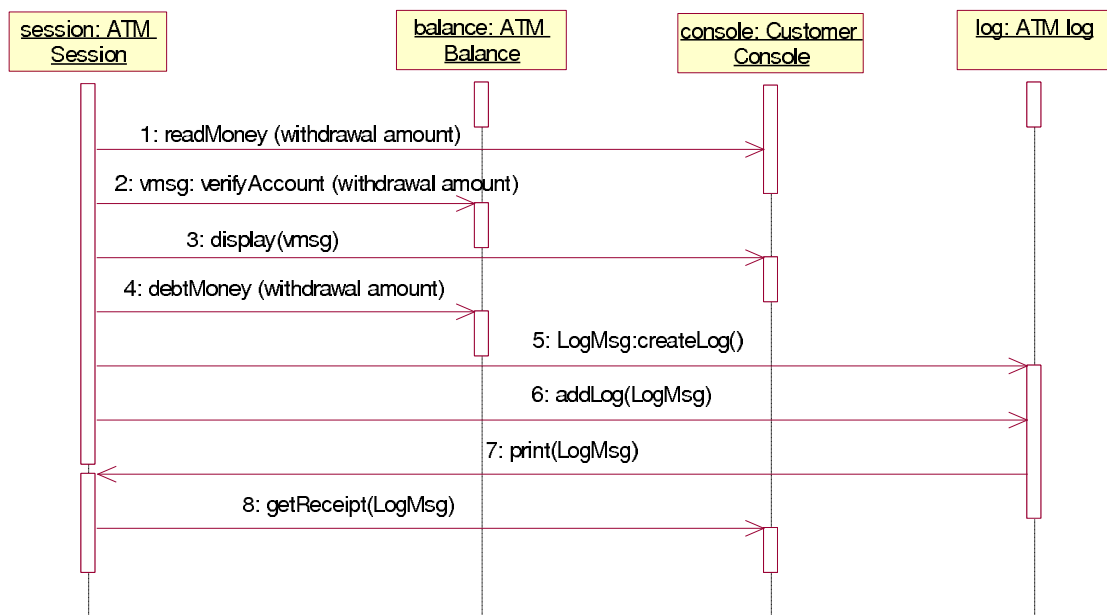 session: ATM
Session
balance: ATM
Balance
console: Customer
Console
log: ATM log
1: readMoney (withdrawal amount)
2: vmsg: verifyAccount (withdrawal amount)
3: display(vmsg)
4: debtMoney (withdrawal amount)
5: LogMsg:createLog()
6: addLog(LogMsg)
7: print(LogMsg)
8: getReceipt(LogMsg)